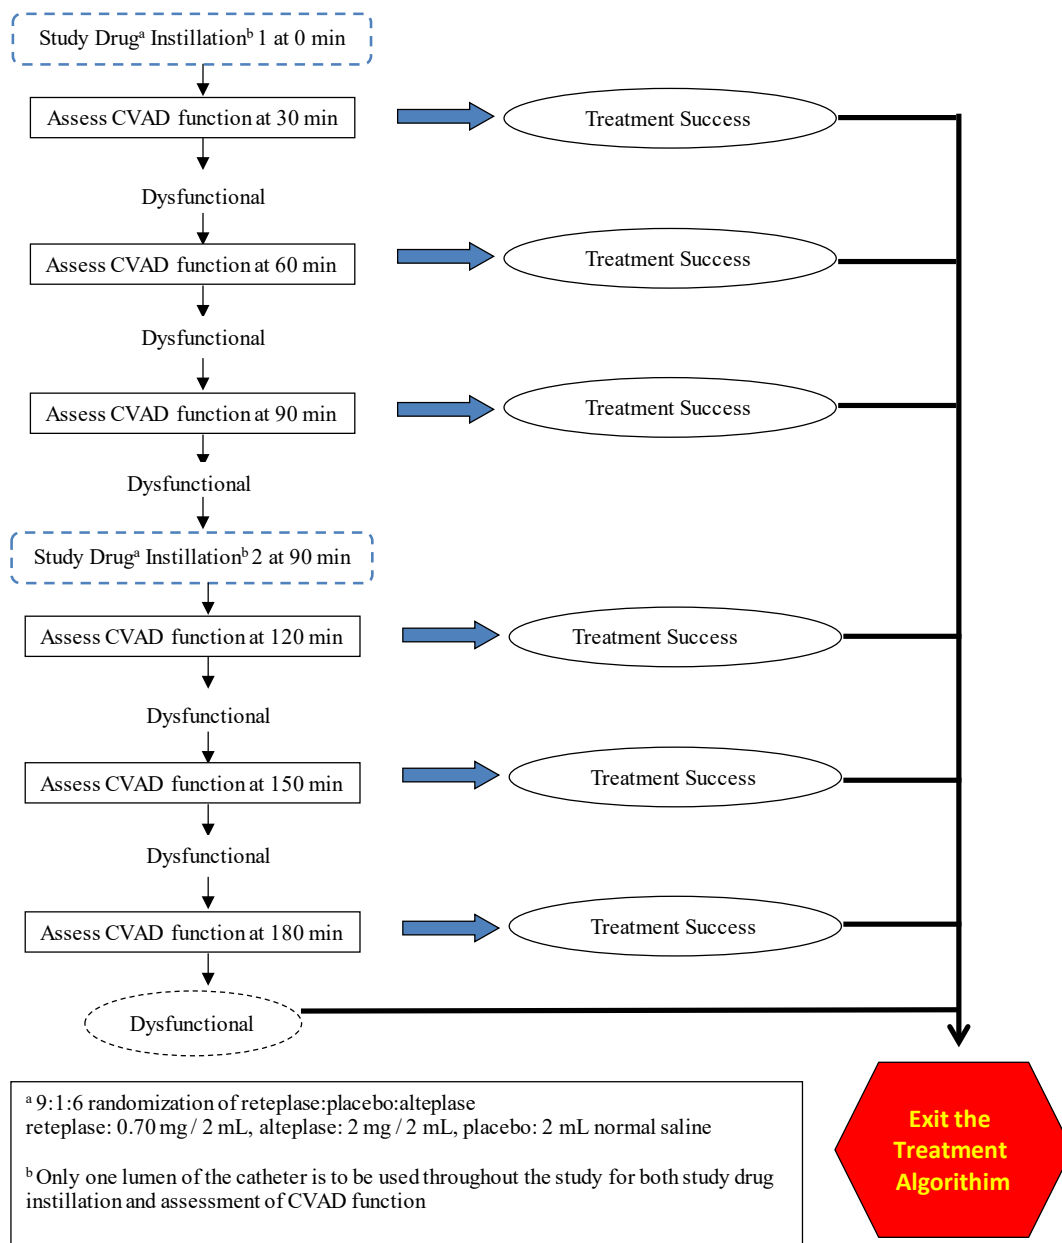 Study Drugᵃ Instillationᵇ 1 at 0 min
Assess CVAD function at 30 min
Treatment Success
Dysfunctional
Assess CVAD function at 60 min
Treatment Success
Dysfunctional
Assess CVAD function at 90 min
Treatment Success
Dysfunctional
Study Drugᵃ Instillationᵇ 2 at 90 min
Assess CVAD function at 120 min
Treatment Success
Dysfunctional
Assess CVAD function at 150 min
Treatment Success
Dysfunctional
Assess CVAD function at 180 min
Treatment Success
Dysfunctional
ᵃ 9:1:6 randomization of reteplase:placebo:alteplase
reteplase: 0.70 mg / 2 mL, alteplase: 2 mg / 2 mL, placebo: 2 mL normal saline
ᵇ Only one lumen of the catheter is to be used throughout the study for both study drug
instillation and assessment of CVAD function
Exit the
Treatment
Algorithim